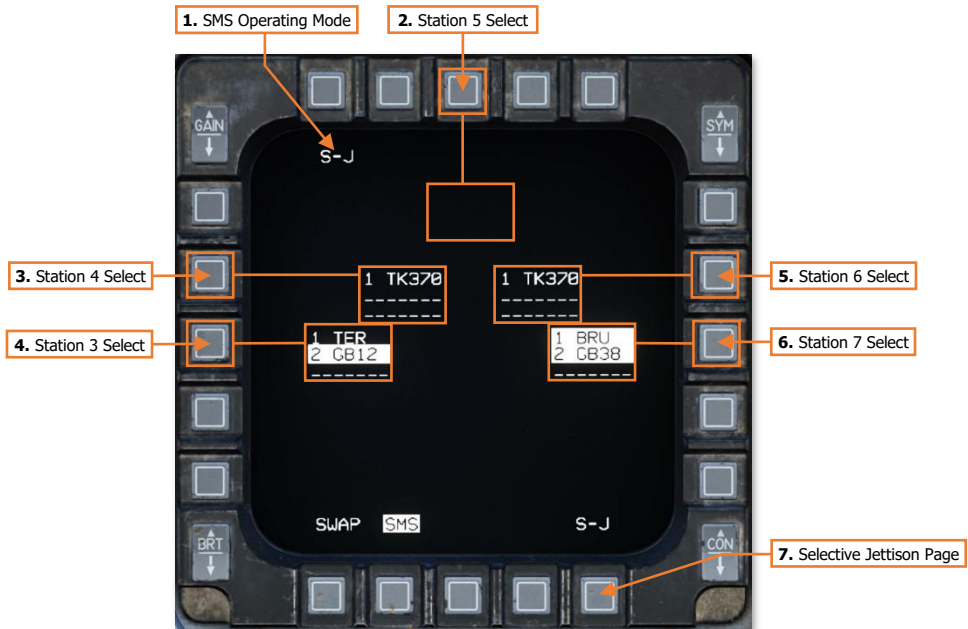 1. SMS Operating Mode
2. Station 5 Select
GAIN
SYM
S-J
3. Station 4 Select
1 TK370
-------
1 TK370
-------
5. Station 6 Select
4. Station 3 Select
1 TER
2 GB12
-------
1 BRU
2 GB38
-------
6. Station 7 Select
SWAP SMS S-J
BRT
CON
7. Selective Jettison Page